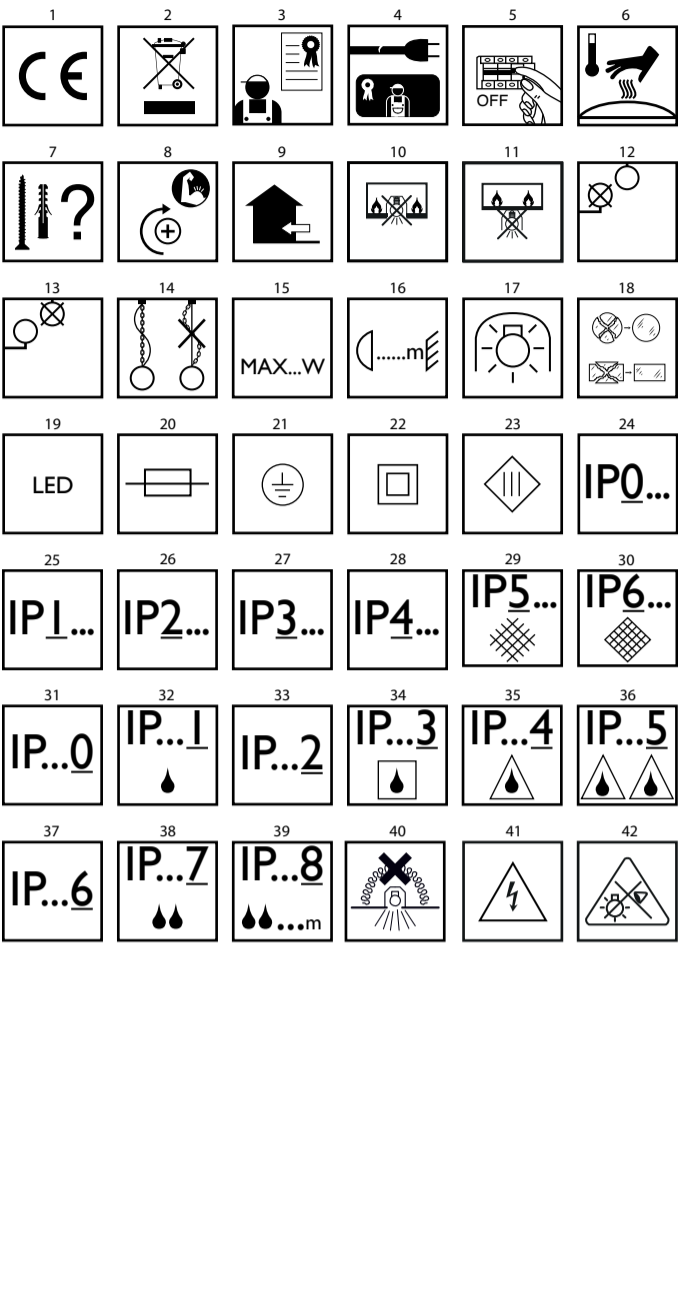 1 2 3 4 5 6
CE
OFF
7 8 9 10 11 12
?
13 14 15 16 17 18
MAX...W
......m
19 20 21 22 23 24
LED
IP0...
25 26 27 28 29 30
IP1... IP2... IP3... IP4... IP5... IP6...
31 32 33 34 35 36
IP...0 IP...1 IP...2 IP...3 IP...4 IP...5
37 38 39 40 41 42
IP...6 IP...7 IP...8
...m